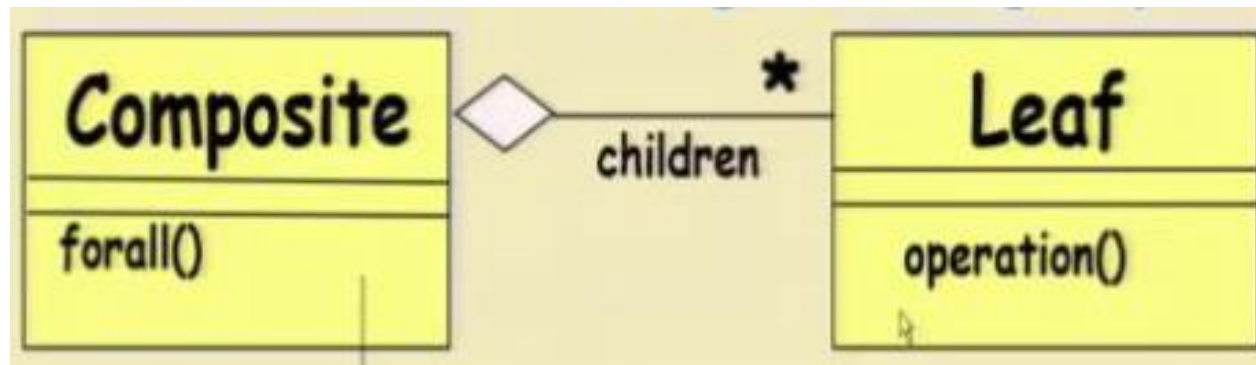 Composite
forall()
*
children
Leaf
operation()